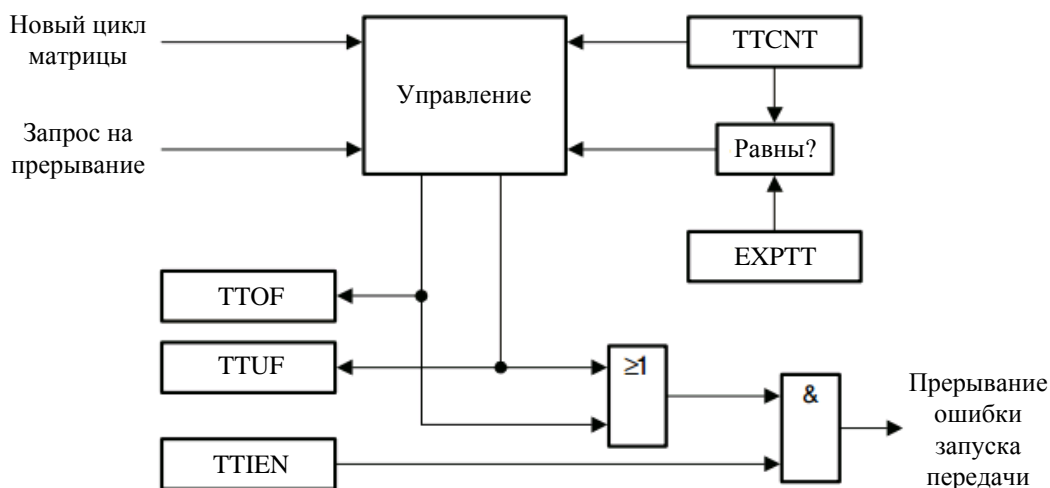 Новый цикл
матрицы
TTCNT
Управление
Запрос на
прерывание
Равны?
EXPTT
TTOF
TTUF
≥1
&
Прерывание
ошибки
запуска
передачи
TTIEN